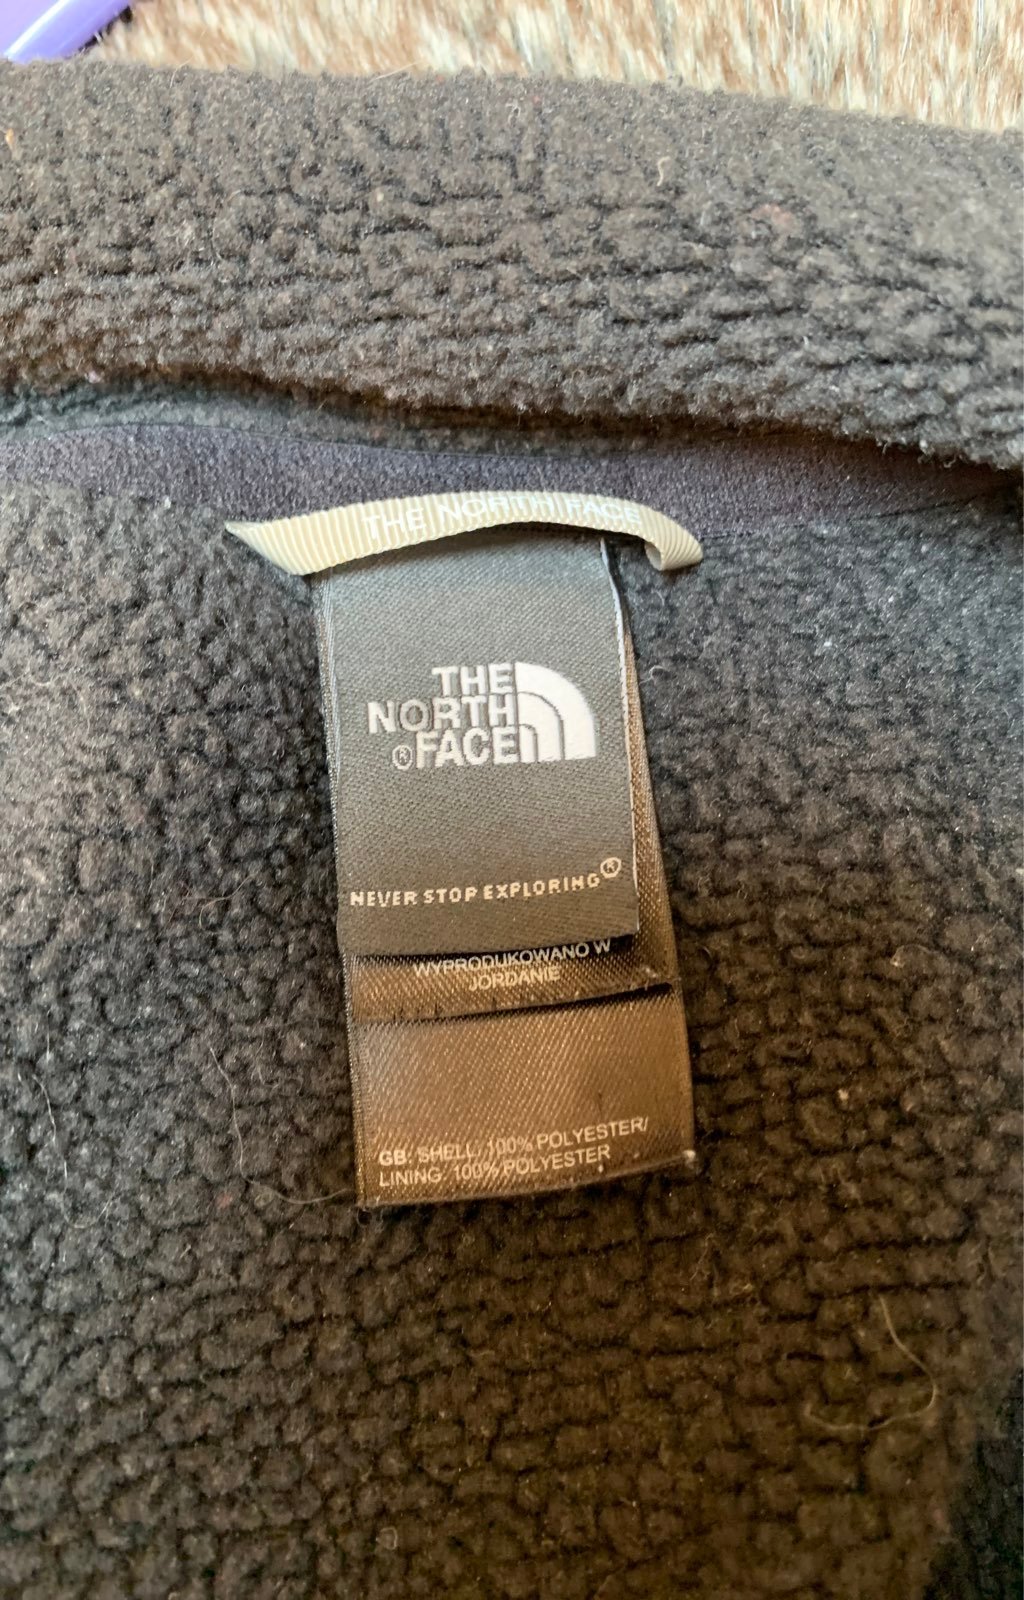 THE NORTH FACE
THE
NORTH
®FACE
NEVER STOP EXPLORING®
WYPRODUKOWANO W
JORDANIE
GB: SHELL: 100% POLYESTER/
LINING: 100% POLYESTER